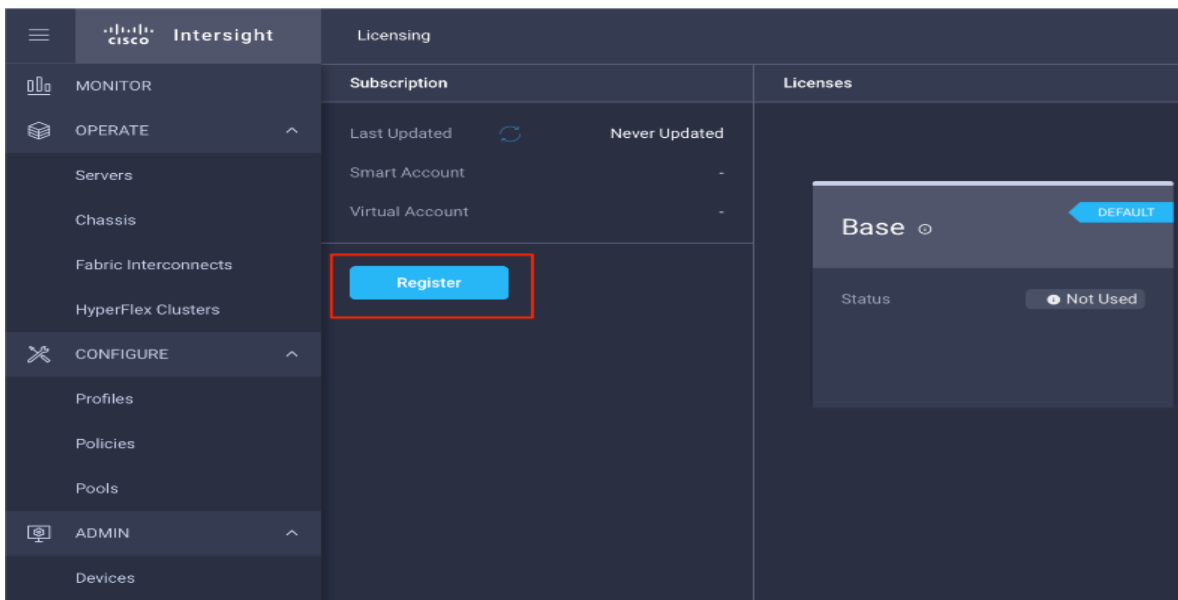 cisco Intersight
Licensing
MONITOR
OPERATE
Servers
Chassis
Fabric Interconnects
HyperFlex Clusters
CONFIGURE
Profiles
Policies
Pools
ADMIN
Devices
Subscription
Last Updated Never Updated
Smart Account -
Virtual Account -
Register
Licenses
DEFAULT
Base
Status Not Used